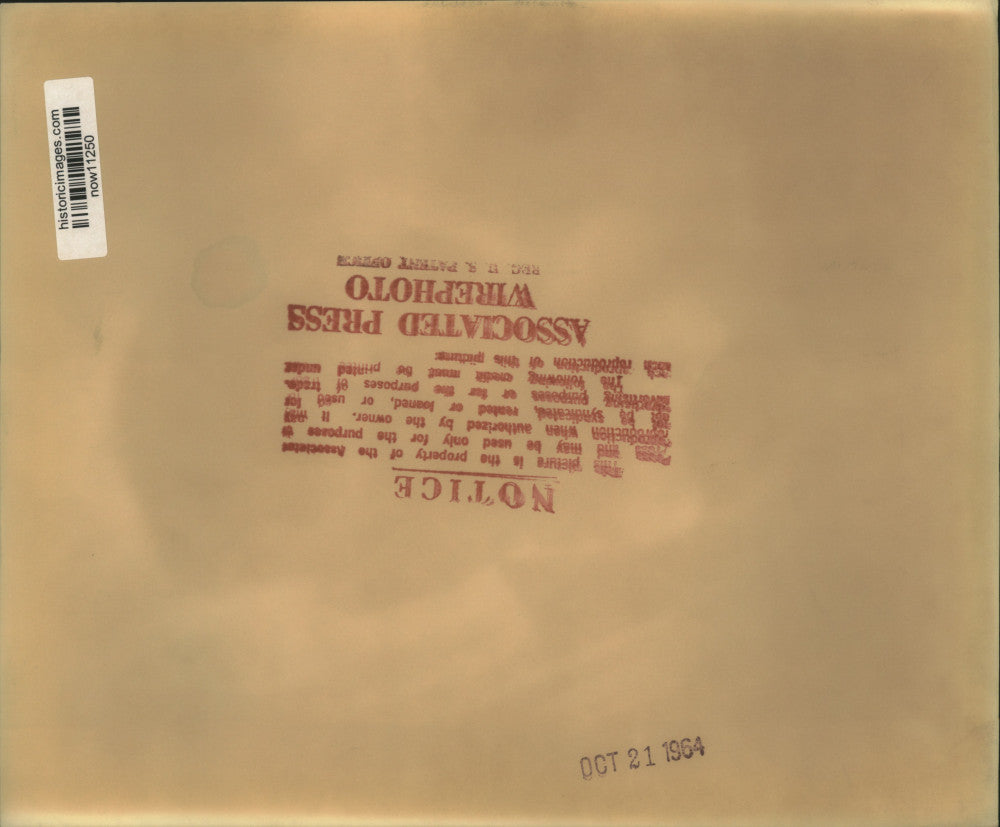 historicimages.com
now11250
NOTICE
This picture is the property of the Associated
Press and may be used only for the purposes of
reproduction when authorized by the owner. It may
not be syndicated, rented or loaned, or used for
advertising purposes or for the purposes of trade.
The following credit must be printed under
each reproduction of this picture:
ASSOCIATED PRESS
WIREPHOTO
REG. U. S. PATENT OFFICE
OCT 21 1964